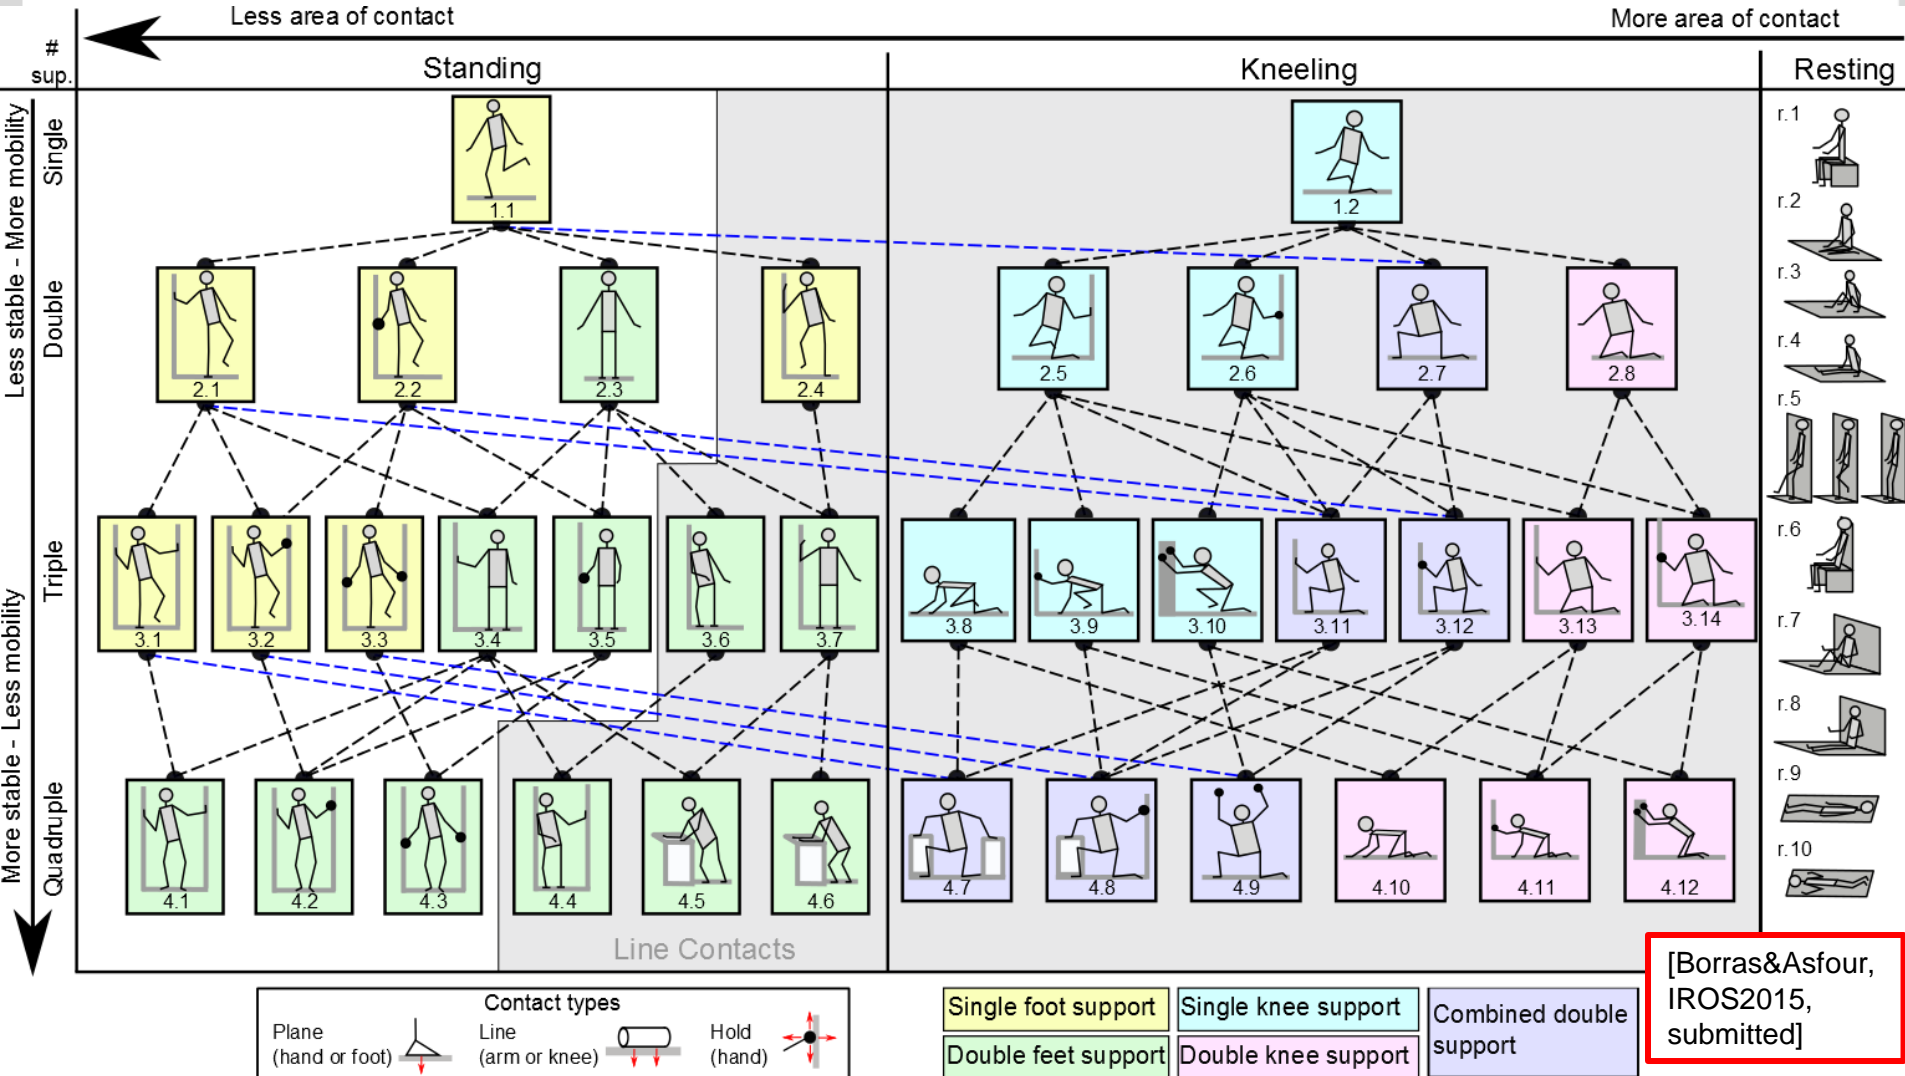 Less area of contact
More area of contact
#
sup.
Standing
Kneeling
Resting
Less stable - More mobility
More stable - Less mobility
Single
1.1
1.2
Double
2.1
2.2
2.3
2.4
2.5
2.6
2.7
2.8
Triple
3.1
3.2
3.3
3.4
3.5
3.6
3.7
3.8
3.9
3.10
3.11
3.12
3.13
3.14
Quadruple
4.1
4.2
4.3
4.4
4.5
4.6
4.7
4.8
4.9
4.10
4.11
4.12
r.1
r.2
r.3
r.4
r.5
r.6
r.7
r.8
r.9
r.10
Line Contacts
Contact types
Plane
(hand or foot)
Line
(arm or knee)
Hold
(hand)
Single foot support
Double feet support
Single knee support
Double knee support
Combined double
support
[Borras&Asfour,
IROS2015,
submitted]